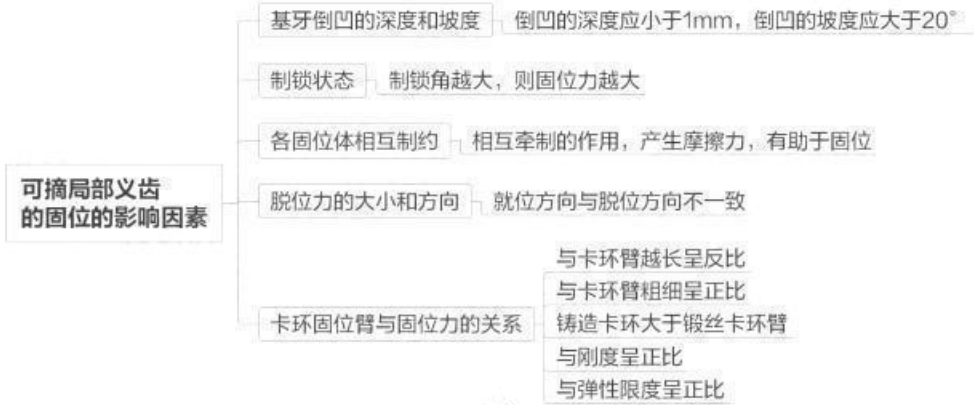 可摘局部义齿
的固位的影响因素
基牙倒凹的深度和坡度
倒凹的深度应小于1mm，倒凹的坡度应大于20°
制锁状态
制锁角越大，则固位力越大
各固位体相互制约
相互牵制的作用，产生摩擦力，有助于固位
脱位力的大小和方向
就位方向与脱位方向不一致
卡环固位臂与固位力的关系
与卡环臂越长呈反比
与卡环臂粗细呈正比
铸造卡环大于锻丝卡环臂
与刚度呈正比
与弹性限度呈正比